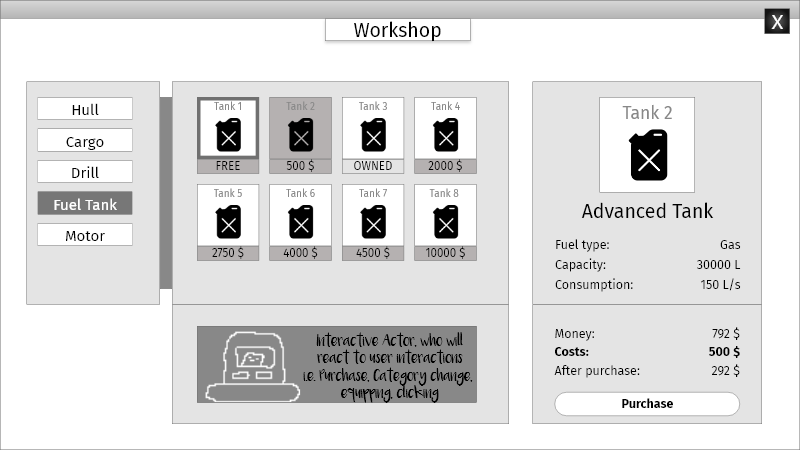 Workshop
X
Hull
Cargo
Drill
Fuel Tank
Motor
Tank 1
FREE
Tank 2
500 $
Tank 3
OWNED
Tank 4
2000 $
Tank 5
2750 $
Tank 6
4000 $
Tank 7
4500 $
Tank 8
10000 $
Interactive Actor, who will
react to user interactions
i.e. Purchase, Category change,
equipping, clicking
Tank 2
Advanced Tank
Fuel type: Gas
Capacity: 30000 L
Consumption: 150 L/s
Money: 792 $
Costs: 500 $
After purchase: 292 $
Purchase